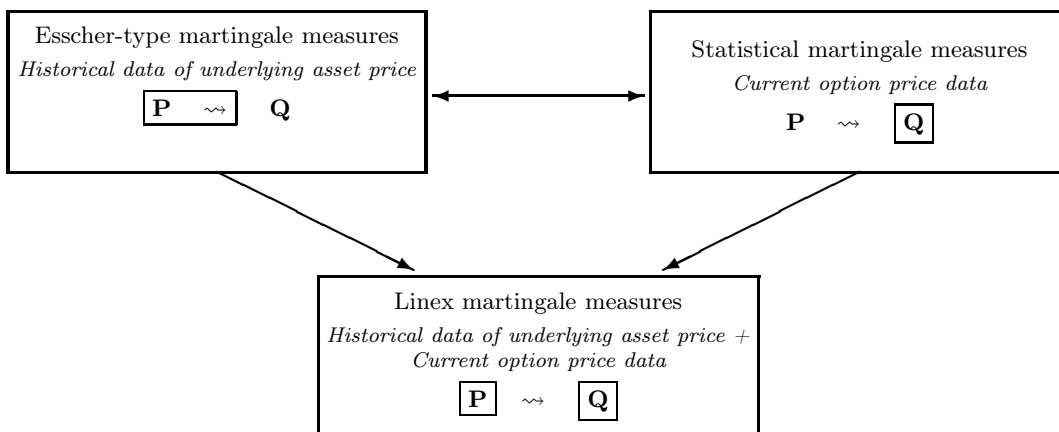 Esscher-type martingale measures
Historical data of underlying asset price
P ⇝ Q
Statistical martingale measures
Current option price data
P ⇝ Q
Linex martingale measures
Historical data of underlying asset price +
Current option price data
P ⇝ Q